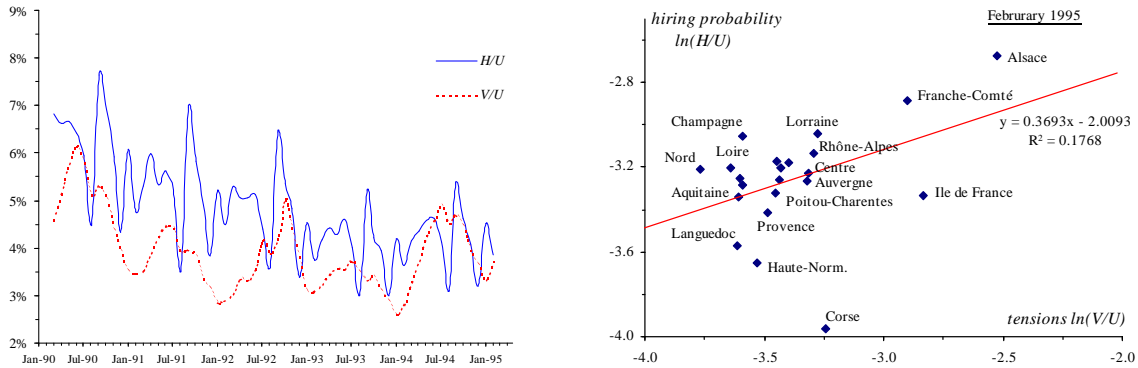 9%
8%
7%
6%
5%
4%
3%
2%
Jan-90 Jul-90 Jan-91 Jul-91 Jan-92 Jul-92 Jan-93 Jul-93 Jan-94 Jul-94 Jan-95
H/U
V/U
hiring probability
ln(H/U)
Februrary 1995
-2.8
-3.2
-3.6
-4.0
Alsace
Franche-Comté
y = 0.3693x - 2.0093
R² = 0.1768
Champagne
Lorraine
Nord
Loire
Rhône-Alpes
Centre
Aquitaine
Auvergne
Ile de France
Poitou-Charentes
Provence
Languedoc
Haute-Norm.
Corse
tensions ln(V/U)
-4.0 -3.5 -3.0 -2.5 -2.0